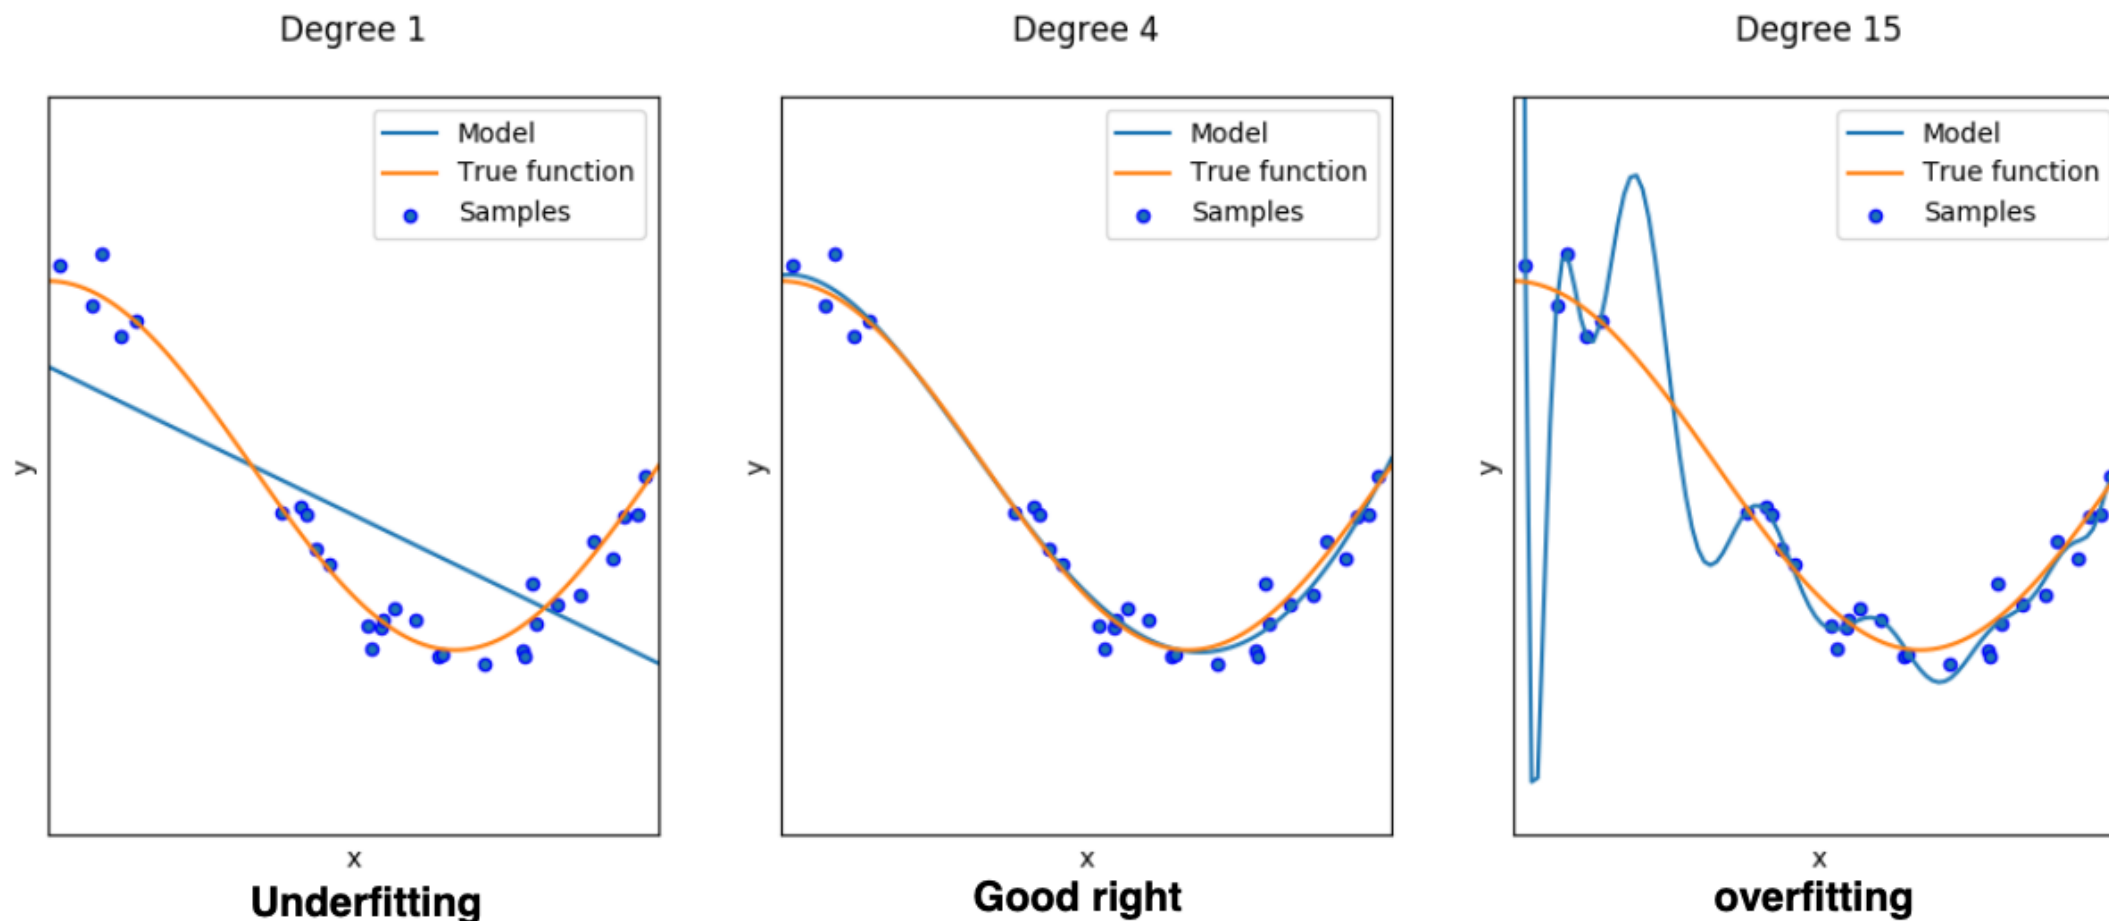 Degree 1
Model
True function
Samples
y
x
Underfitting
Degree 4
Model
True function
Samples
y
x
Good right
Degree 15
Model
True function
Samples
y
x
overfitting